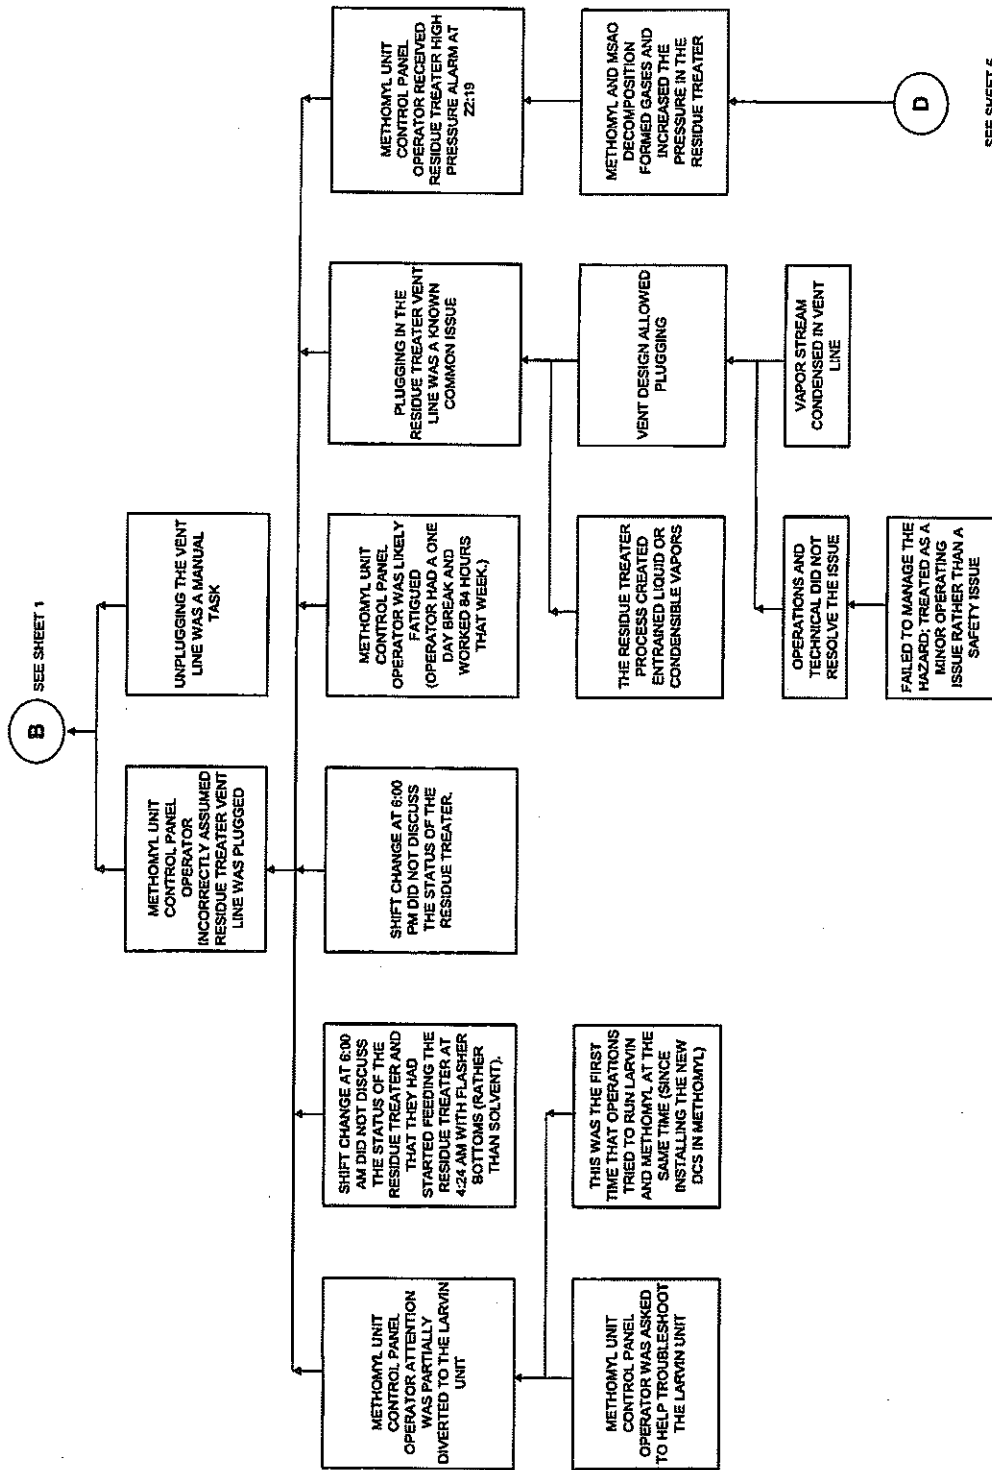 B
SEE SHEET 1
METHOMYL UNIT
CONTROL PANEL
OPERATOR
INCORRECTLY ASSUMED
RESIDUE TREATER VENT
LINE WAS PLUGGED
UNPLUGGING THE VENT
LINE WAS A MANUAL
TASK
METHOMYL UNIT
CONTROL PANEL
OPERATOR ATTENTION
WAS PARTIALLY
DIVERTED TO THE LARVIN
UNIT
SHIFT CHANGE AT 6:00
AM DID NOT DISCUSS
THE STATUS OF THE
RESIDUE TREATER AND
THAT THEY HAD
STARTED FEEDING THE
RESIDUE TREATER AT
4:24 AM WITH FLASHER
BOTTOMS (RATHER
THAN SOLVENT).
SHIFT CHANGE AT 6:00
PM DID NOT DISCUSS
THE STATUS OF THE
RESIDUE TREATER.
METHOMYL UNIT
CONTROL PANEL
OPERATOR WAS LIKELY
FATIGUED
(OPERATOR HAD A ONE
DAY BREAK AND
WORKED 84 HOURS
THAT WEEK.)
PLUGGING IN THE
RESIDUE TREATER VENT
LINE WAS A KNOWN
COMMON ISSUE
METHOMYL UNIT
CONTROL PANEL
OPERATOR RECEIVED
RESIDUE TREATER HIGH
PRESSURE ALARM AT
22:19
METHOMYL UNIT
CONTROL PANEL
OPERATOR WAS ASKED
TO HELP TROUBLESHOOT
THE LARVIN UNIT
THIS WAS THE FIRST
TIME THAT OPERATIONS
TRIED TO RUN LARVIN
AND METHOMYL AT THE
SAME TIME (SINCE
INSTALLING THE NEW
DCS IN METHOMYL)
THE RESIDUE TREATER
PROCESS CREATED
ENTRAINED LIQUID OR
CONDENSIBLE VAPORS
VENT DESIGN ALLOWED
PLUGGING
METHOMYL AND MSAO
DECOMPOSITION
FORMED GASES AND
INCREASED THE
PRESSURE IN THE
RESIDUE TREATER
OPERATIONS AND
TECHNICAL DID NOT
RESOLVE THE ISSUE
VAPOR STREAM
CONDENSED IN VENT
LINE
FAILED TO MANAGE THE
HAZARD; TREATED AS A
MINOR OPERATING
ISSUE RATHER THAN A
SAFETY ISSUE
D
SEE SHEET